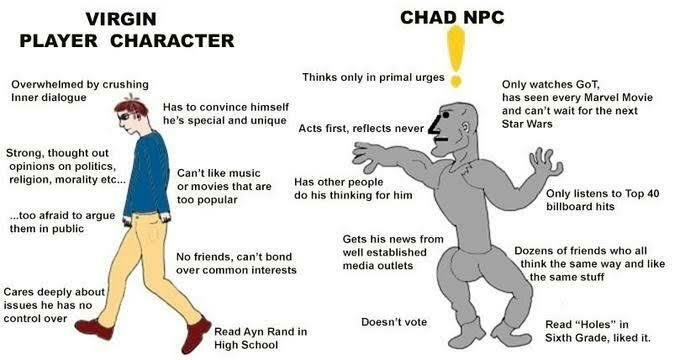 VIRGIN
PLAYER CHARACTER
Overwhelmed by crushing
Inner dialogue
Has to convince himself
he's special and unique
Strong, thought out
opinions on politics,
religion, morality etc...
Can't like music
or movies that are
too popular
...too afraid to argue
them in public
No friends, can't bond
over common interests
Cares deeply about
issues he has no
control over
Read Ayn Rand in
High School
CHAD NPC
!
Thinks only in primal urges
Only watches GoT,
has seen every Marvel Movie
and can't wait for the next
Star Wars
Acts first, reflects never
Has other people
do his thinking for him
Only listens to Top 40
billboard hits
Gets his news from
well established
media outlets
Dozens of friends who all
think the same way and like
the same stuff
Doesn't vote
Read "Holes" in
Sixth Grade, liked it.